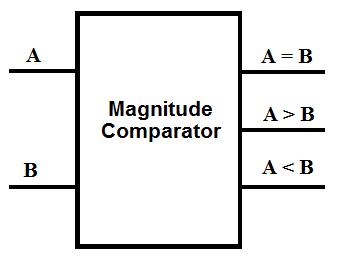 A
B
Magnitude
Comparator
A = B
A > B
A < B